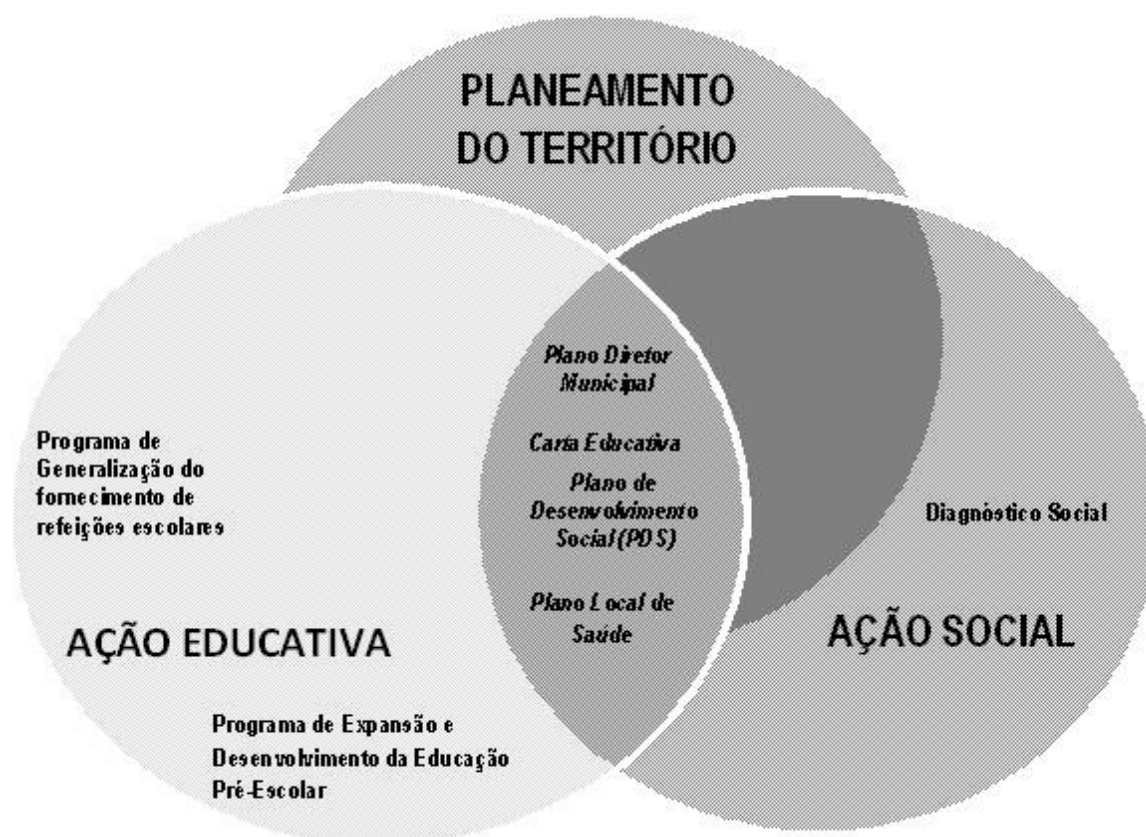 PLANEAMENTO
DO TERRITÓRIO
Plano Diretor
Municipal
Carta Educativa
Plano de
Desenvolvimento
Social (PDS)
Plano Local de
Saúde
Programa de
Generalização do
fornecimento de
refeições escolares
Diagnóstico Social
AÇÃO EDUCATIVA
AÇÃO SOCIAL
Programa de Expansão e
Desenvolvimento da Educação
Pré-Escolar